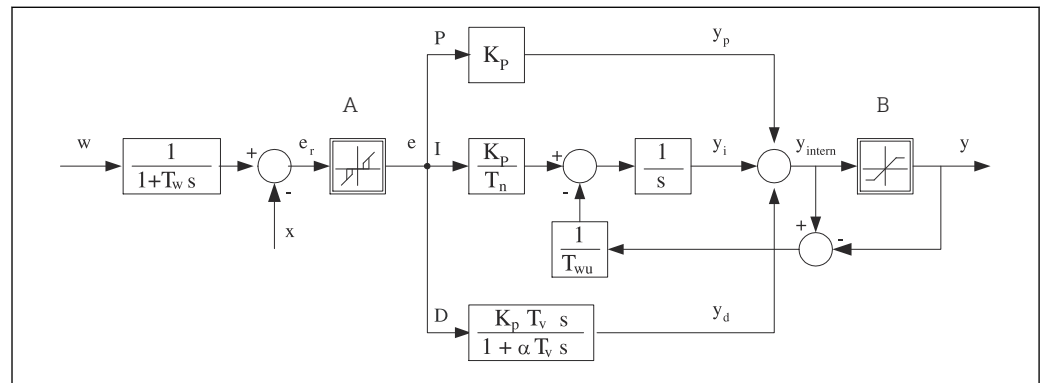 P
K_P
y_p
A
B
w
1
1+T_w s
+
-
x
e_r
e
I
K_P
T_n
+
-
1
s
y_i
y_intern
y
1
T_wu
+
-
D
K_p T_v s
1 + α T_v s
y_d